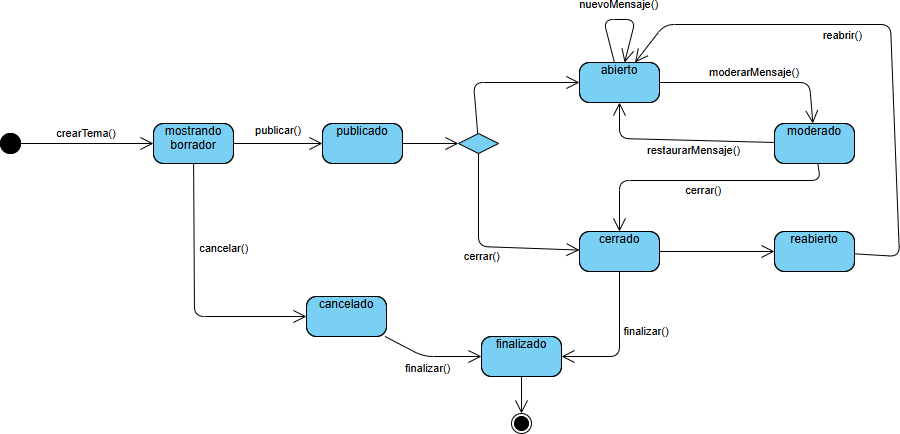 nuevoMensaje()
reabrir()
abierto
moderarMensaje()
crearTema()
mostrando
borrador
publicar()
publicado
moderado
restaurarMensaje()
cerrar()
cancelar()
cerrar()
cerrado
reabierto
cancelado
finalizar()
finalizado
finalizar()